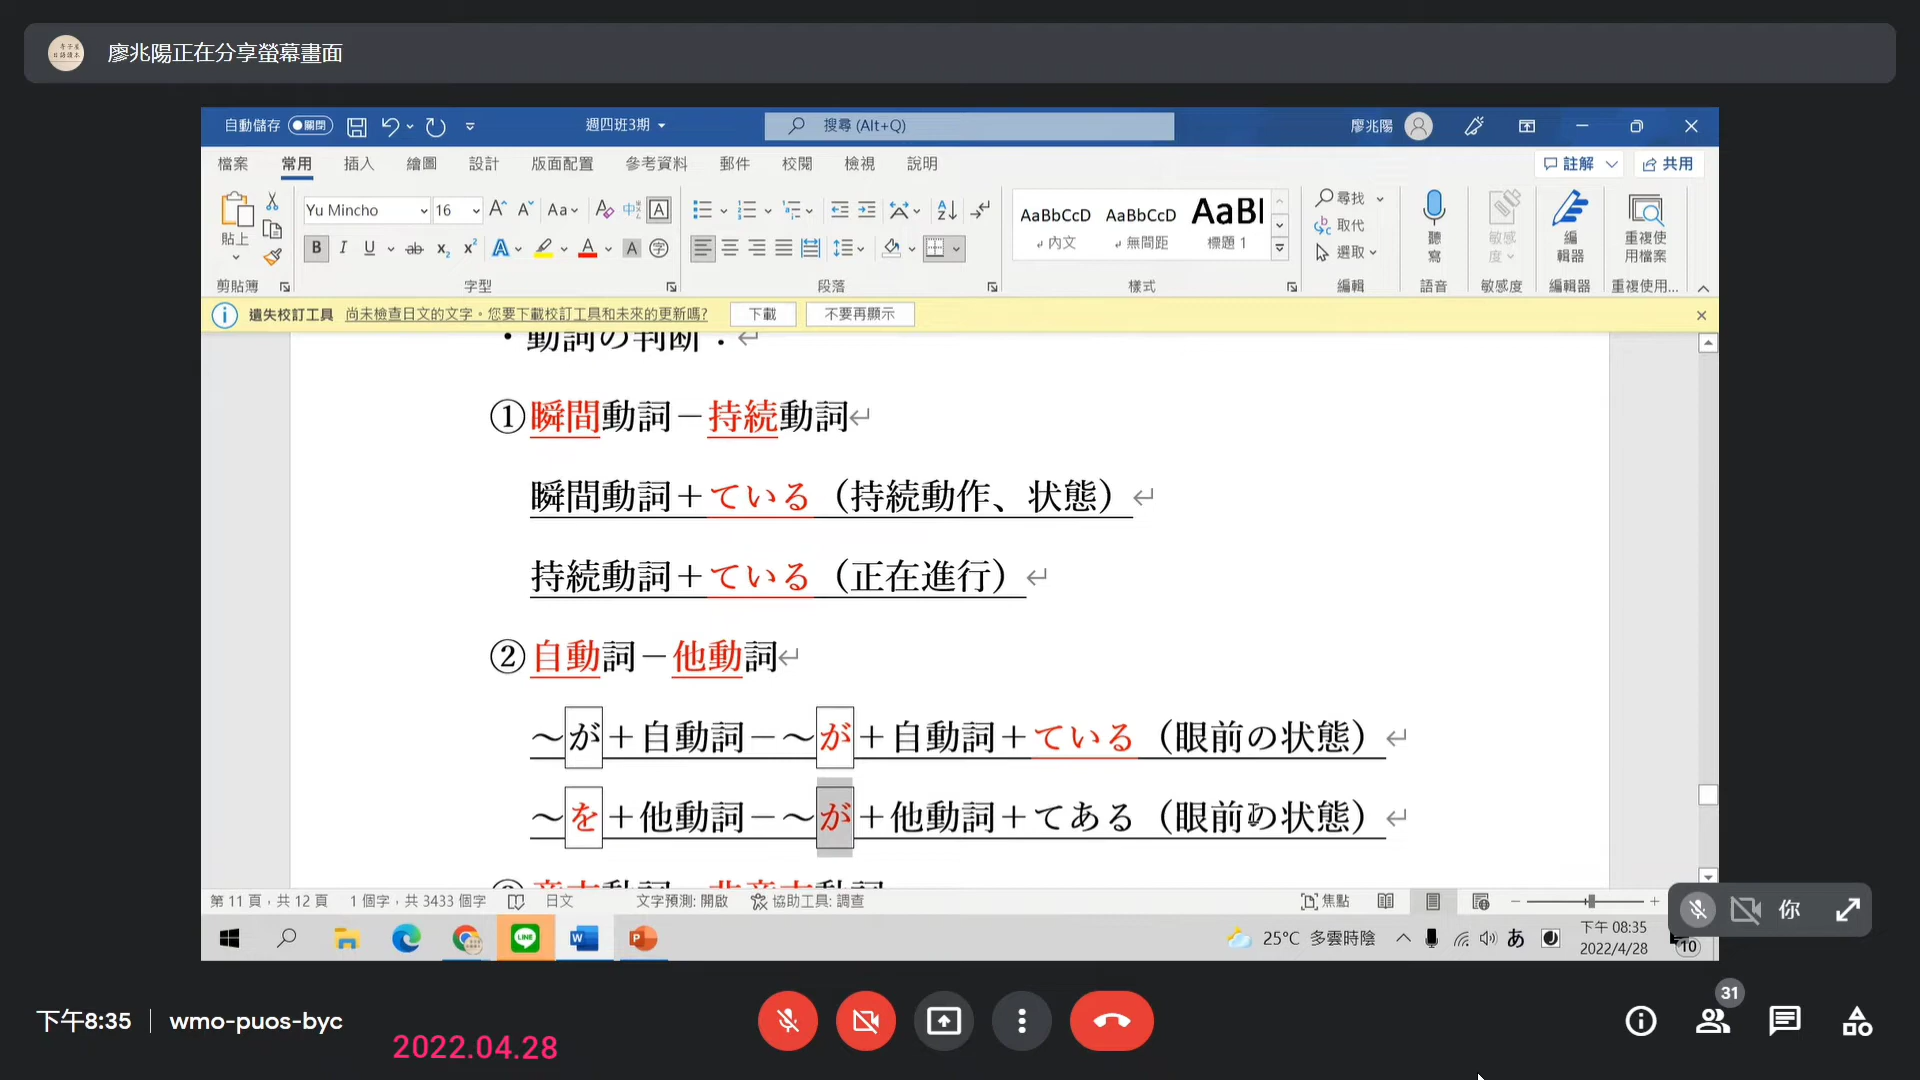 廖兆陽正在分享螢幕畫面
自動儲存 關閉 週四班3期 搜尋 (Alt+Q) 廖兆陽
檔案 常用 插入 繪圖 設計 版面配置 參考資料 郵件 校閱 檢視 說明 註解 共用
貼上 Yu Mincho 16 Aa A
B I U ab x₂ x² A A A 字
AaBbCcD AaBbCcD AaBl
內文 無間距 標題 1
尋找 取代 選取
聽寫 敏感度 編輯器 重複使用檔案
剪貼簿 字型 段落 樣式 編輯 語音 敏感度 編輯器 重複使用...
遺失校訂工具 尚未檢查日文的文字。您要下載校訂工具和未來的更新嗎? 下載 不要再顯示
・動詞の判断：
①瞬間動詞－持続動詞
瞬間動詞＋ている（持続動作、状態）
持続動詞＋ている（正在進行）
②自動詞－他動詞
～が＋自動詞－～が＋自動詞＋ている（眼前の状態）
～を＋他動詞－～が＋他動詞＋てある（眼前の状態）
第 11 頁，共 12 頁 1 個字，共 3433 個字 日文 文字預測: 開啟 協助工具: 調查 焦點
你
25°C 多雲時陰 あ 下午 08:35
2022/4/28 10
下午8:35 wmo-puos-byc 31
2022.04.28